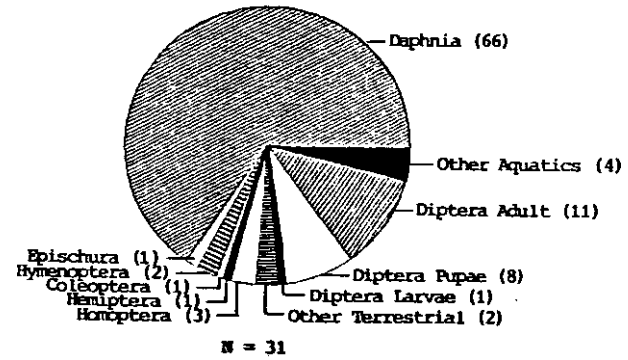 Daphnia (66)
Other Aquatics (4)
Diptera Adult (11)
Epischura (1)
Hymenoptera (2)
Diptera Pupae (8)
Coleoptera (1)
Diptera Larvae (1)
Hemiptera (1)
Homoptera (3)
Other Terrestrial (2)
N = 31